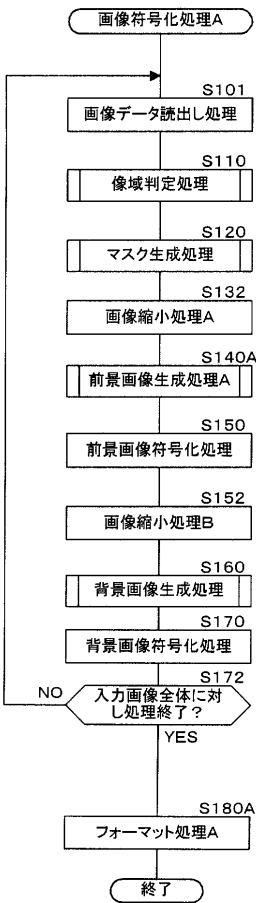 画像符号化処理A
S101
画像データ読出し処理
S110
像域判定処理
S120
マスク生成処理
S132
画像縮小処理A
S140A
前景画像生成処理A
S150
前景画像符号化処理
S152
画像縮小処理B
S160
背景画像生成処理
S170
背景画像符号化処理
S172
NO
入力画像全体に対
し処理終了？
YES
S180A
フォーマット処理A
終了